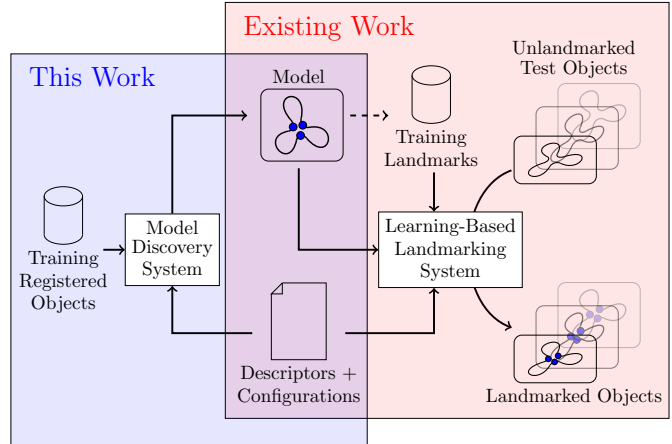 Existing Work
This Work
Model
Unlandmarked
Test Objects
Training
Landmarks
Model
Discovery
System
Learning-Based
Landmarking
System
Training
Registered
Objects
Descriptors +
Configurations
Landmarked Objects